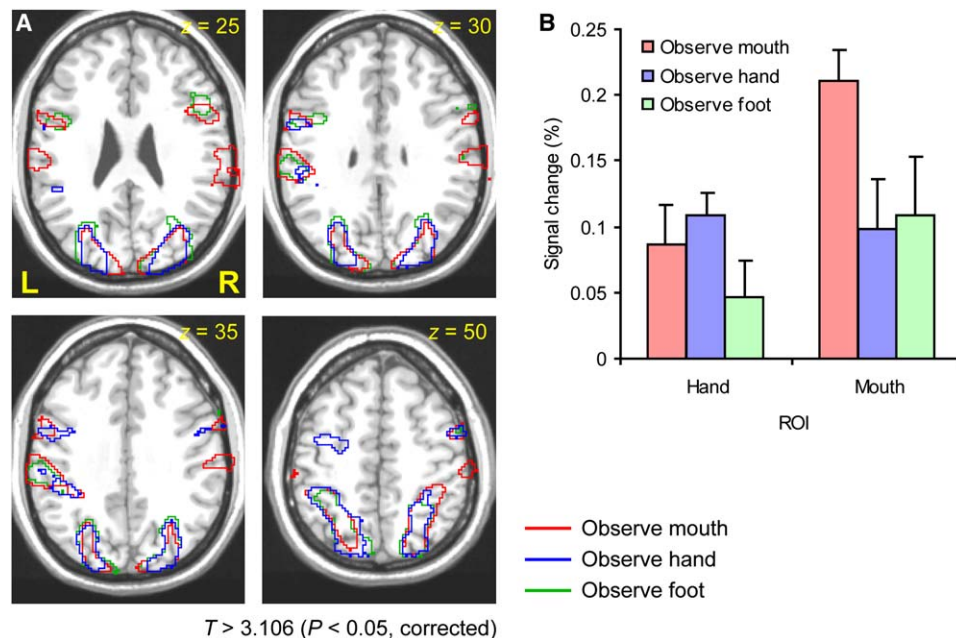 A
z = 25
z = 30
L
R
z = 35
z = 50
T > 3.106 (P < 0.05, corrected)
B
0.25
0.2
0.15
0.1
0.05
0
Signal change (%)
Observe mouth
Observe hand
Observe foot
Hand
Mouth
ROI
Observe mouth
Observe hand
Observe foot